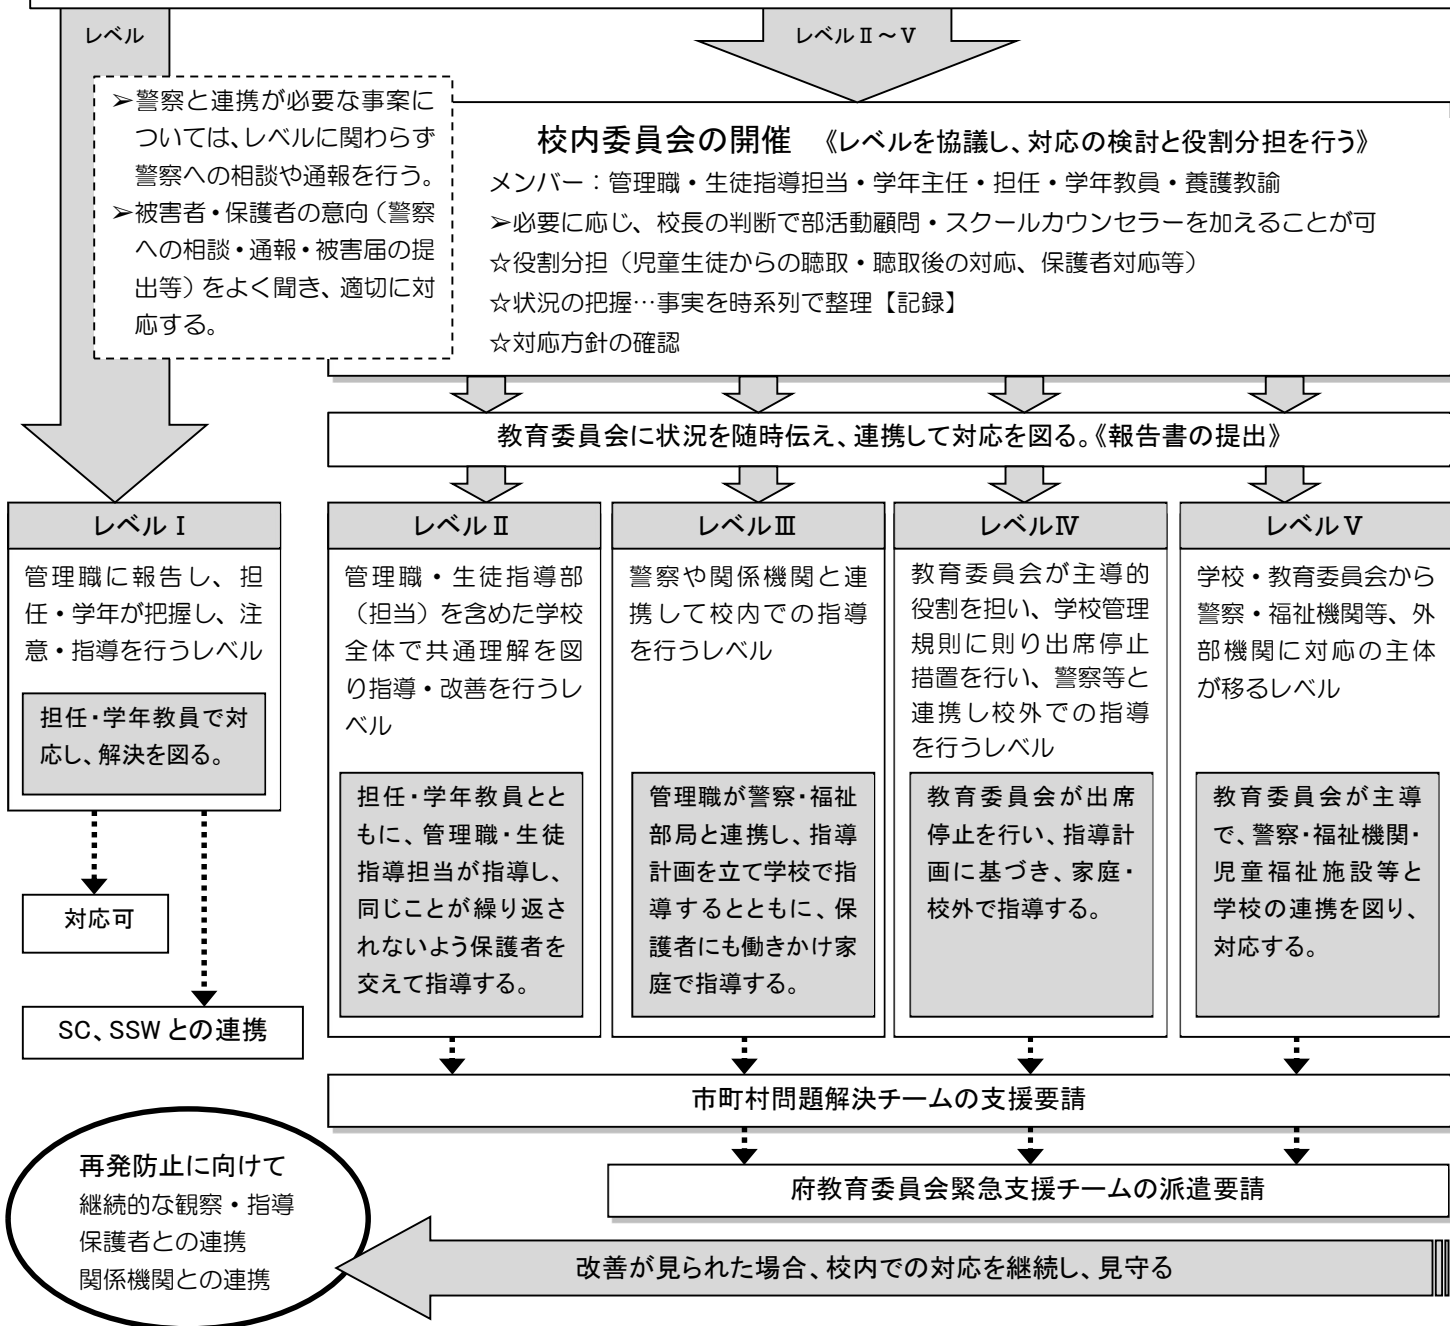 レベル
レベルⅡ～Ⅴ
➢警察と連携が必要な事案に
ついては、レベルに関わらず
警察への相談や通報を行う。
➢被害者・保護者の意向（警察
への相談・通報・被害届の提
出等）をよく聞き、適切に対
応する。
校内委員会の開催 《レベルを協議し、対応の検討と役割分担を行う》
メンバー：管理職・生徒指導担当・学年主任・担任・学年教員・養護教諭
➢必要に応じ、校長の判断で部活動顧問・スクールカウンセラーを加えることが可
☆役割分担（児童生徒からの聴取・聴取後の対応、保護者対応等）
☆状況の把握…事実を時系列で整理【記録】
☆対応方針の確認
教育委員会に状況を随時伝え、連携して対応を図る。《報告書の提出》
レベルⅠ
管理職に報告し、担
任・学年が把握し、注
意・指導を行うレベル
担任・学年教員で対
応し、解決を図る。
対応可
SC、SSWとの連携
レベルⅡ
管理職・生徒指導部
（担当）を含めた学校
全体で共通理解を図
り指導・改善を行うレ
ベル
担任・学年教員とと
もに、管理職・生徒
指導担当が指導し、
同じことが繰り返さ
れないよう保護者を
交えて指導する。
レベルⅢ
警察や関係機関と連
携して校内での指導
を行うレベル
管理職が警察・福祉
部局と連携し、指導
計画を立て学校で指
導するとともに、保
護者にも働きかけ家
庭で指導する。
レベルⅣ
教育委員会が主導的
役割を担い、学校管理
規則に則り出席停止
措置を行い、警察等と
連携し校外での指導
を行うレベル
教育委員会が出席
停止を行い、指導計
画に基づき、家庭・
校外で指導する。
レベルⅤ
学校・教育委員会から
警察・福祉機関等、外
部機関に対応の主体
が移るレベル
教育委員会が主導
で、警察・福祉機関・
児童福祉施設等と
学校の連携を図り、
対応する。
市町村問題解決チームの支援要請
府教育委員会緊急支援チームの派遣要請
改善が見られた場合、校内での対応を継続し、見守る
再発防止に向けて
継続的な観察・指導
保護者との連携
関係機関との連携